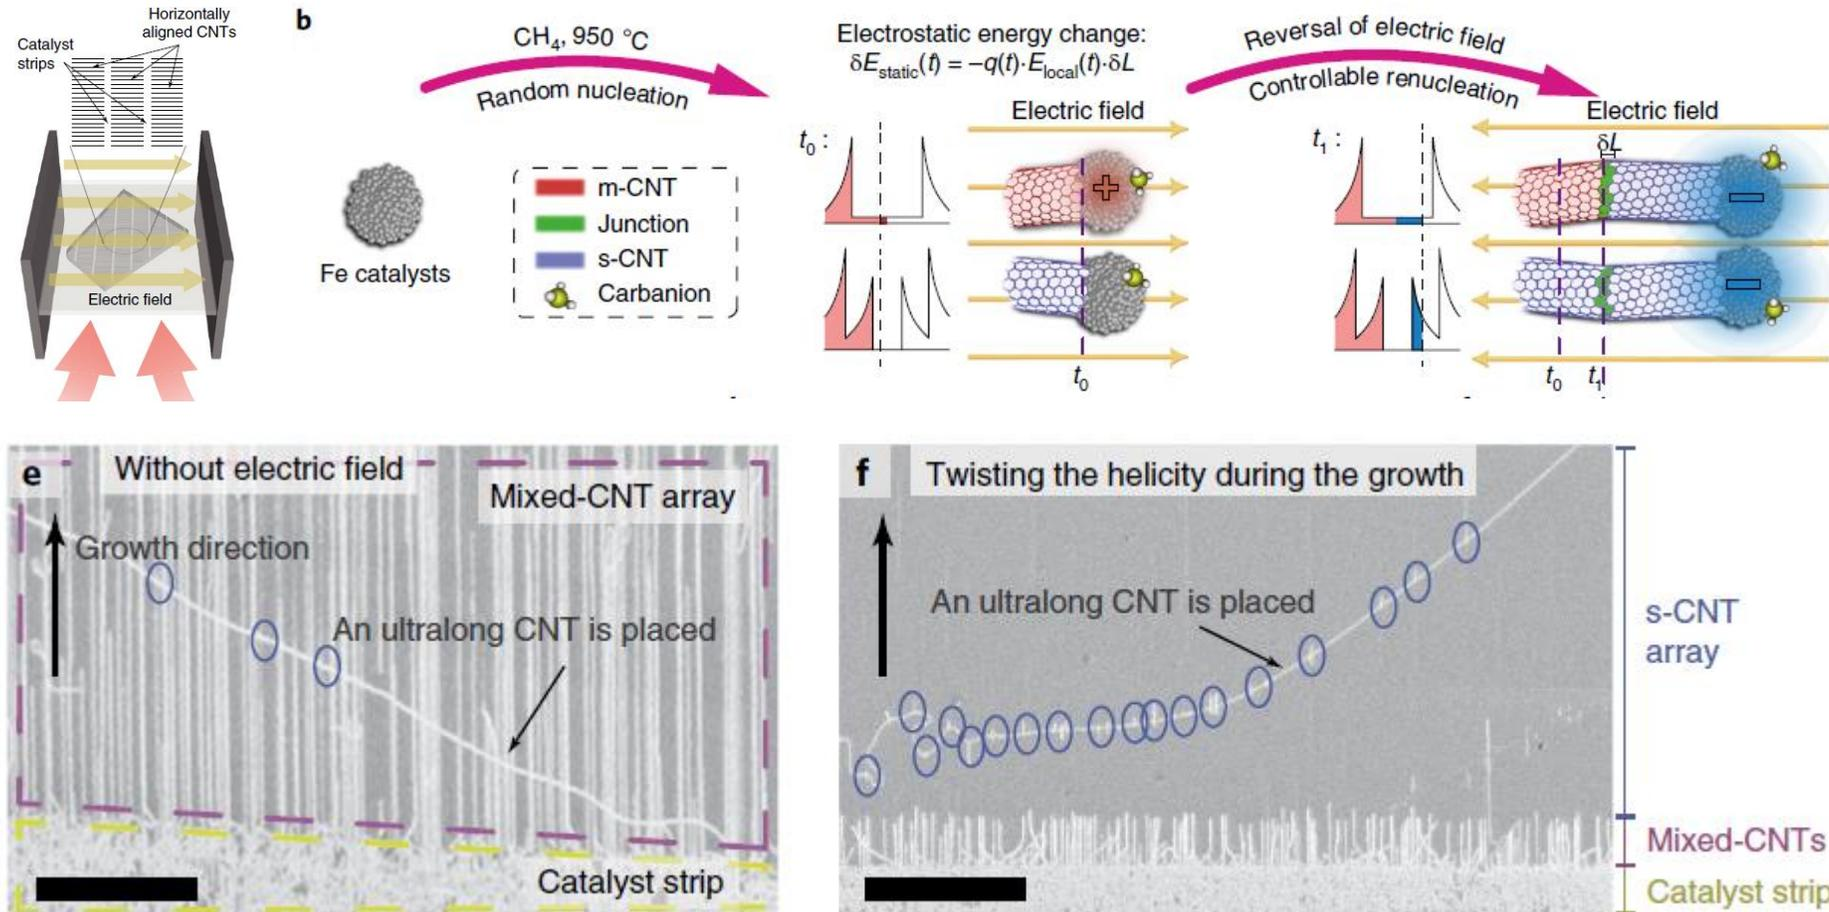 Catalyst
strips
Horizontally
aligned CNTs
Electric field
b
CH₄, 950 °C
Random nucleation
Fe catalysts
m-CNT
Junction
s-CNT
Carbanion
Electrostatic energy change:
δEstatic(t) = −q(t)·Elocal(t)·δL
Electric field
t₀ :
+
t₀
Reversal of electric field
Controllable renucleation
Electric field
t₁ :
δL
−
−
t₀
t₁
e
Without electric field
Mixed-CNT array
Growth direction
An ultralong CNT is placed
Catalyst strip
f
Twisting the helicity during the growth
An ultralong CNT is placed
s-CNT
array
Mixed-CNTs
Catalyst strip